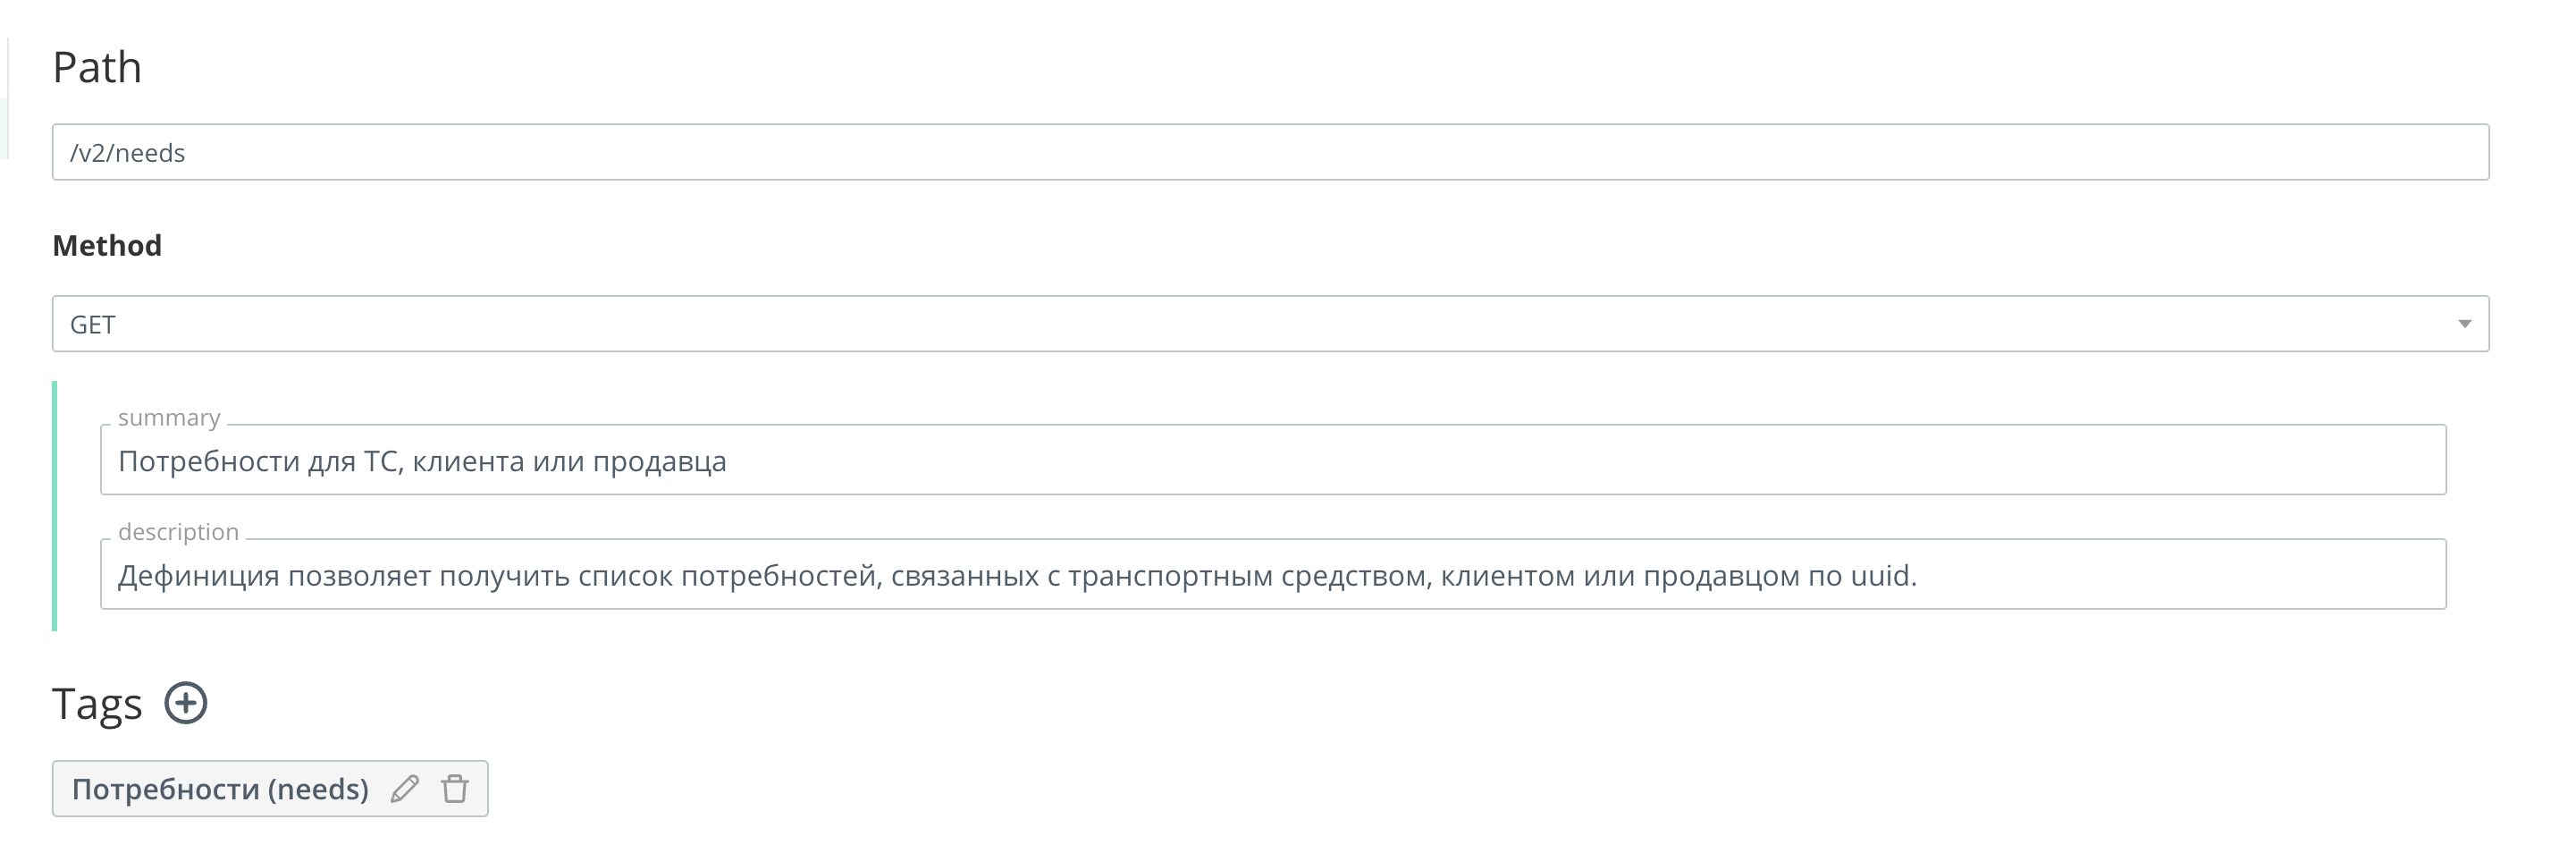 Path
/v2/needs
Method
GET
summary
Потребности для ТС, клиента или продавца
description
Дефиниция позволяет получить список потребностей, связанных с транспортным средством, клиентом или продавцом по uuid.
Tags
Потребности (needs)